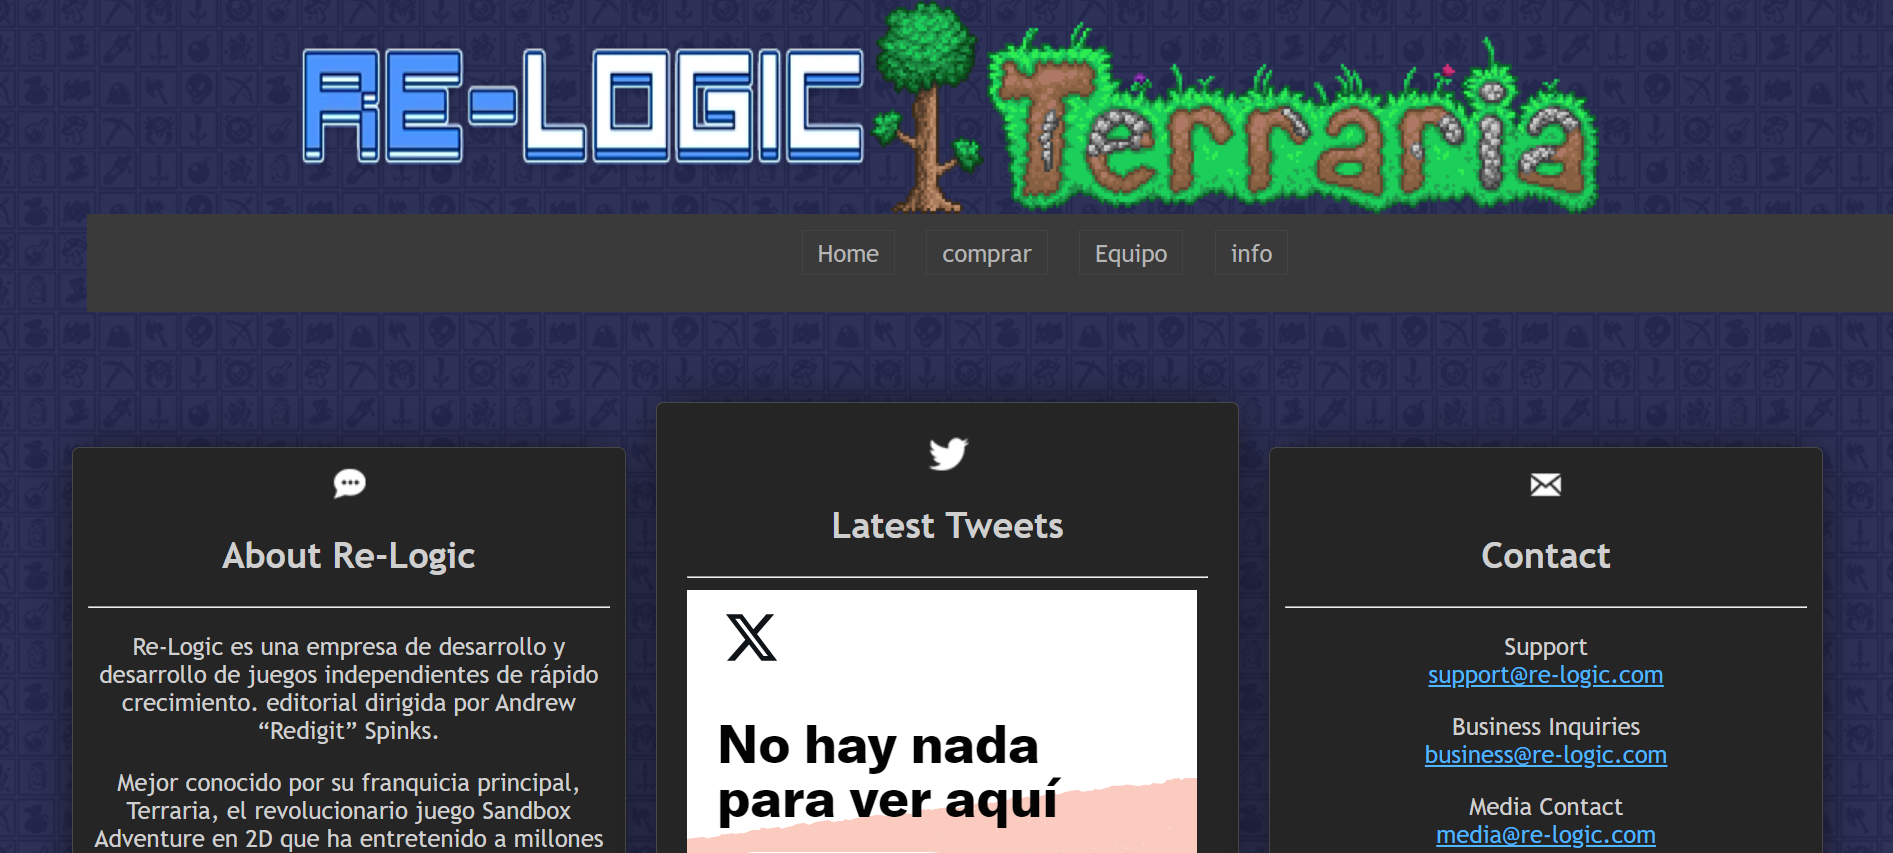 RE-LOGIC Terraria
Home comprar Equipo info
About Re-Logic
Re-Logic es una empresa de desarrollo y
desarrollo de juegos independientes de rápido
crecimiento. editorial dirigida por Andrew
“Redigit” Spinks.
Mejor conocido por su franquicia principal,
Terraria, el revolucionario juego Sandbox
Adventure en 2D que ha entretenido a millones
Latest Tweets
X
No hay nada
para ver aquí
Contact
Support
support@re-logic.com
Business Inquiries
business@re-logic.com
Media Contact
media@re-logic.com